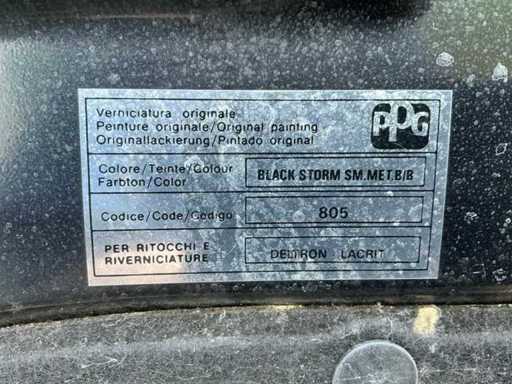 Verniciatura originale
Peinture originale/Original painting
Originallackierung/Pintado original
PPG
Colore/Teinte/Colour
Farbton/Color
BLACK STORM SM.MET.B/B
Codice/Code/Código
805
PER RITOCCHI E
RIVERNICIATURE
DELTRON LACRIT